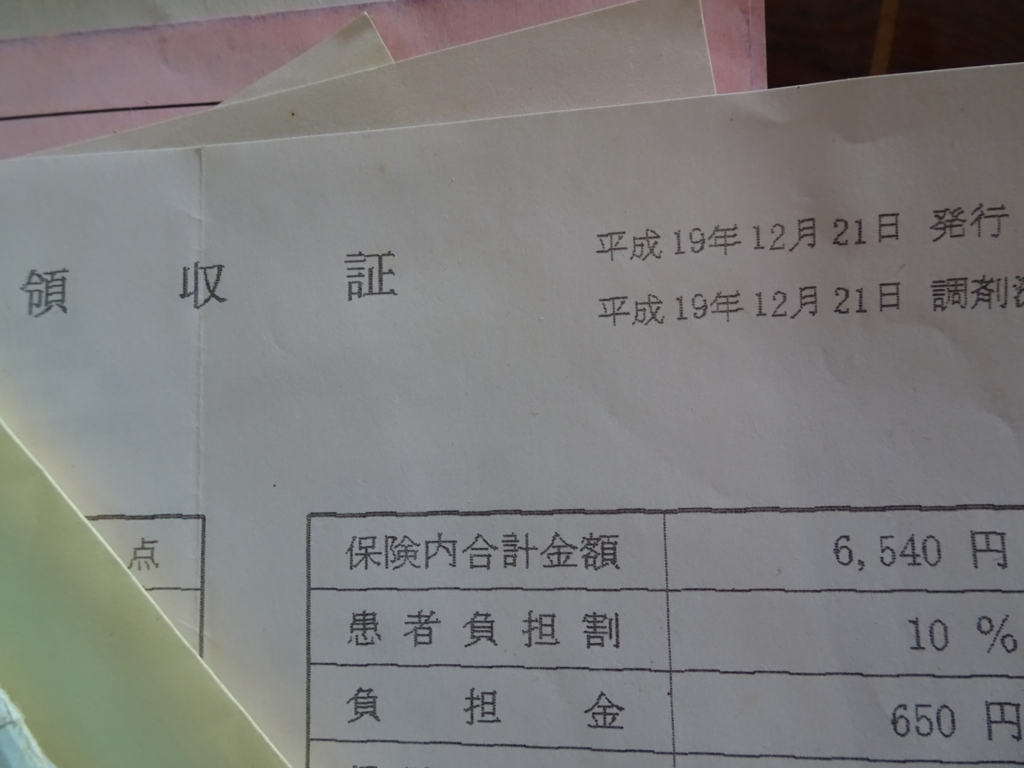 領収証
平成19年12月21日 発行
平成19年12月21日 調剤済
点
保険内合計金額 6,540 円
患者負担割 10 %
負担金 650 円